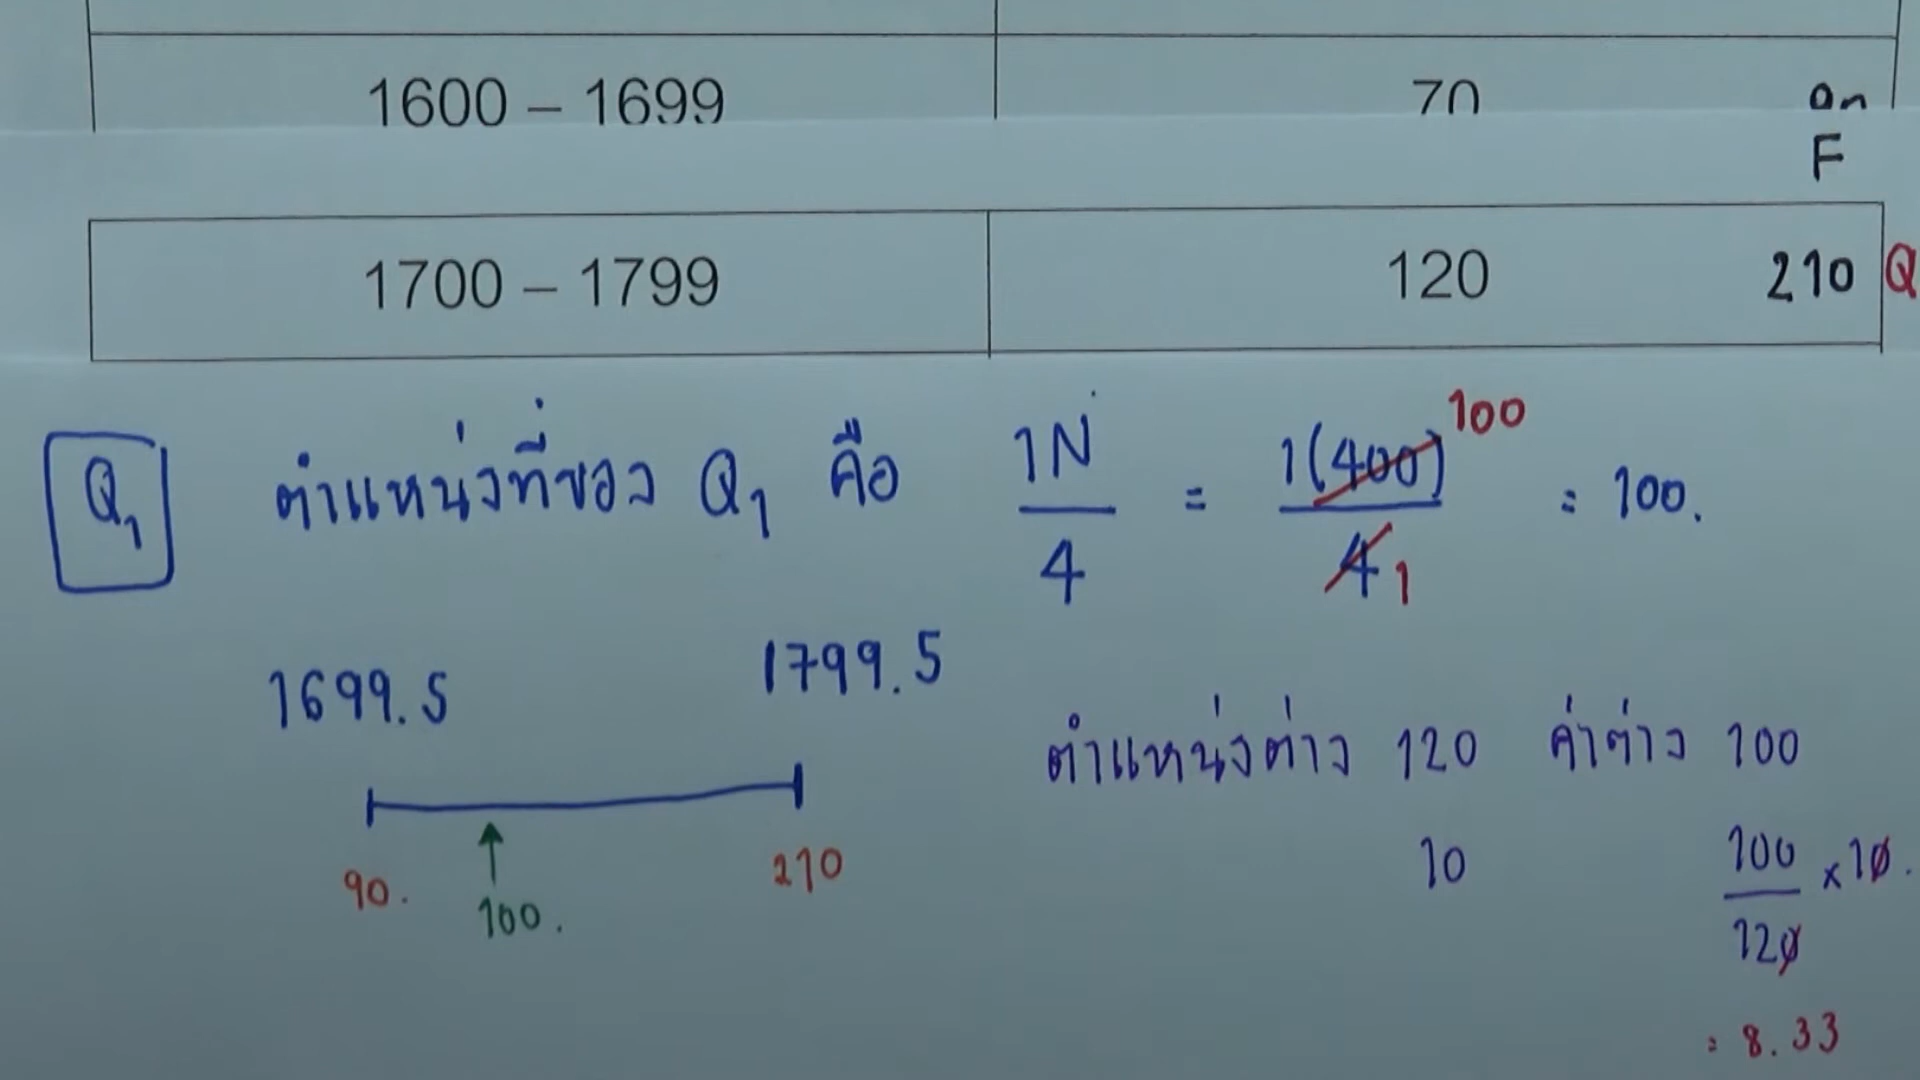 1600 – 1699 70
F
1700 – 1799 120 210 Q
Q1 ตำแหน่งที่ของ Q1 คือ 1N/4 = 1(400)/4 = 100.
100
1
1699.5 1799.5
ตำแหน่งต่าง 120 ค่าต่าง 100
90. 100. 210
10 100/120 x 10.
= 8.33